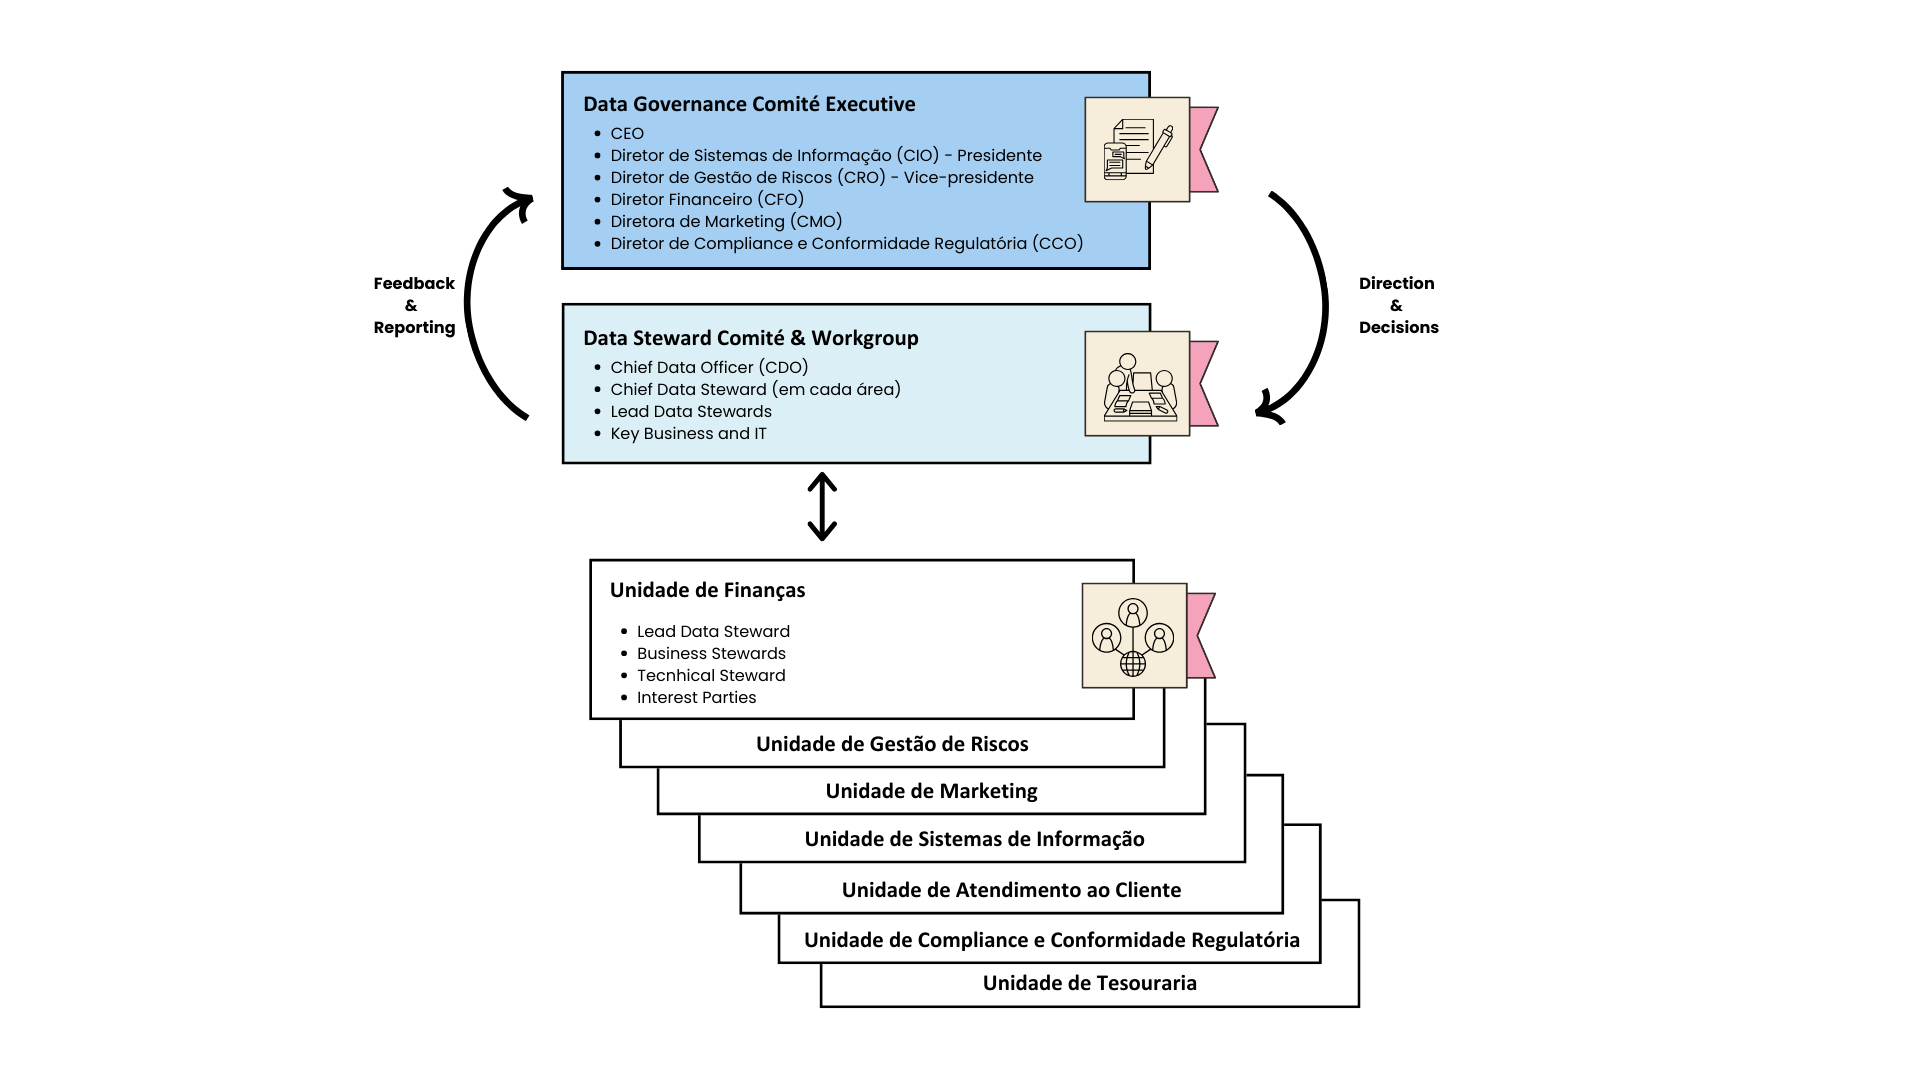 Data Governance Comité Executive
CEO
Diretor de Sistemas de Informação (CIO) - Presidente
Diretor de Gestão de Riscos (CRO) - Vice-presidente
Diretor Financeiro (CFO)
Diretora de Marketing (CMO)
Diretor de Compliance e Conformidade Regulatória (CCO)
Feedback
&
Reporting
Direction
&
Decisions
Data Steward Comité & Workgroup
Chief Data Officer (CDO)
Chief Data Steward (em cada área)
Lead Data Stewards
Key Business and IT
Unidade de Finanças
Lead Data Steward
Business Stewards
Tecnhical Steward
Interest Parties
Unidade de Gestão de Riscos
Unidade de Marketing
Unidade de Sistemas de Informação
Unidade de Atendimento ao Cliente
Unidade de Compliance e Conformidade Regulatória
Unidade de Tesouraria